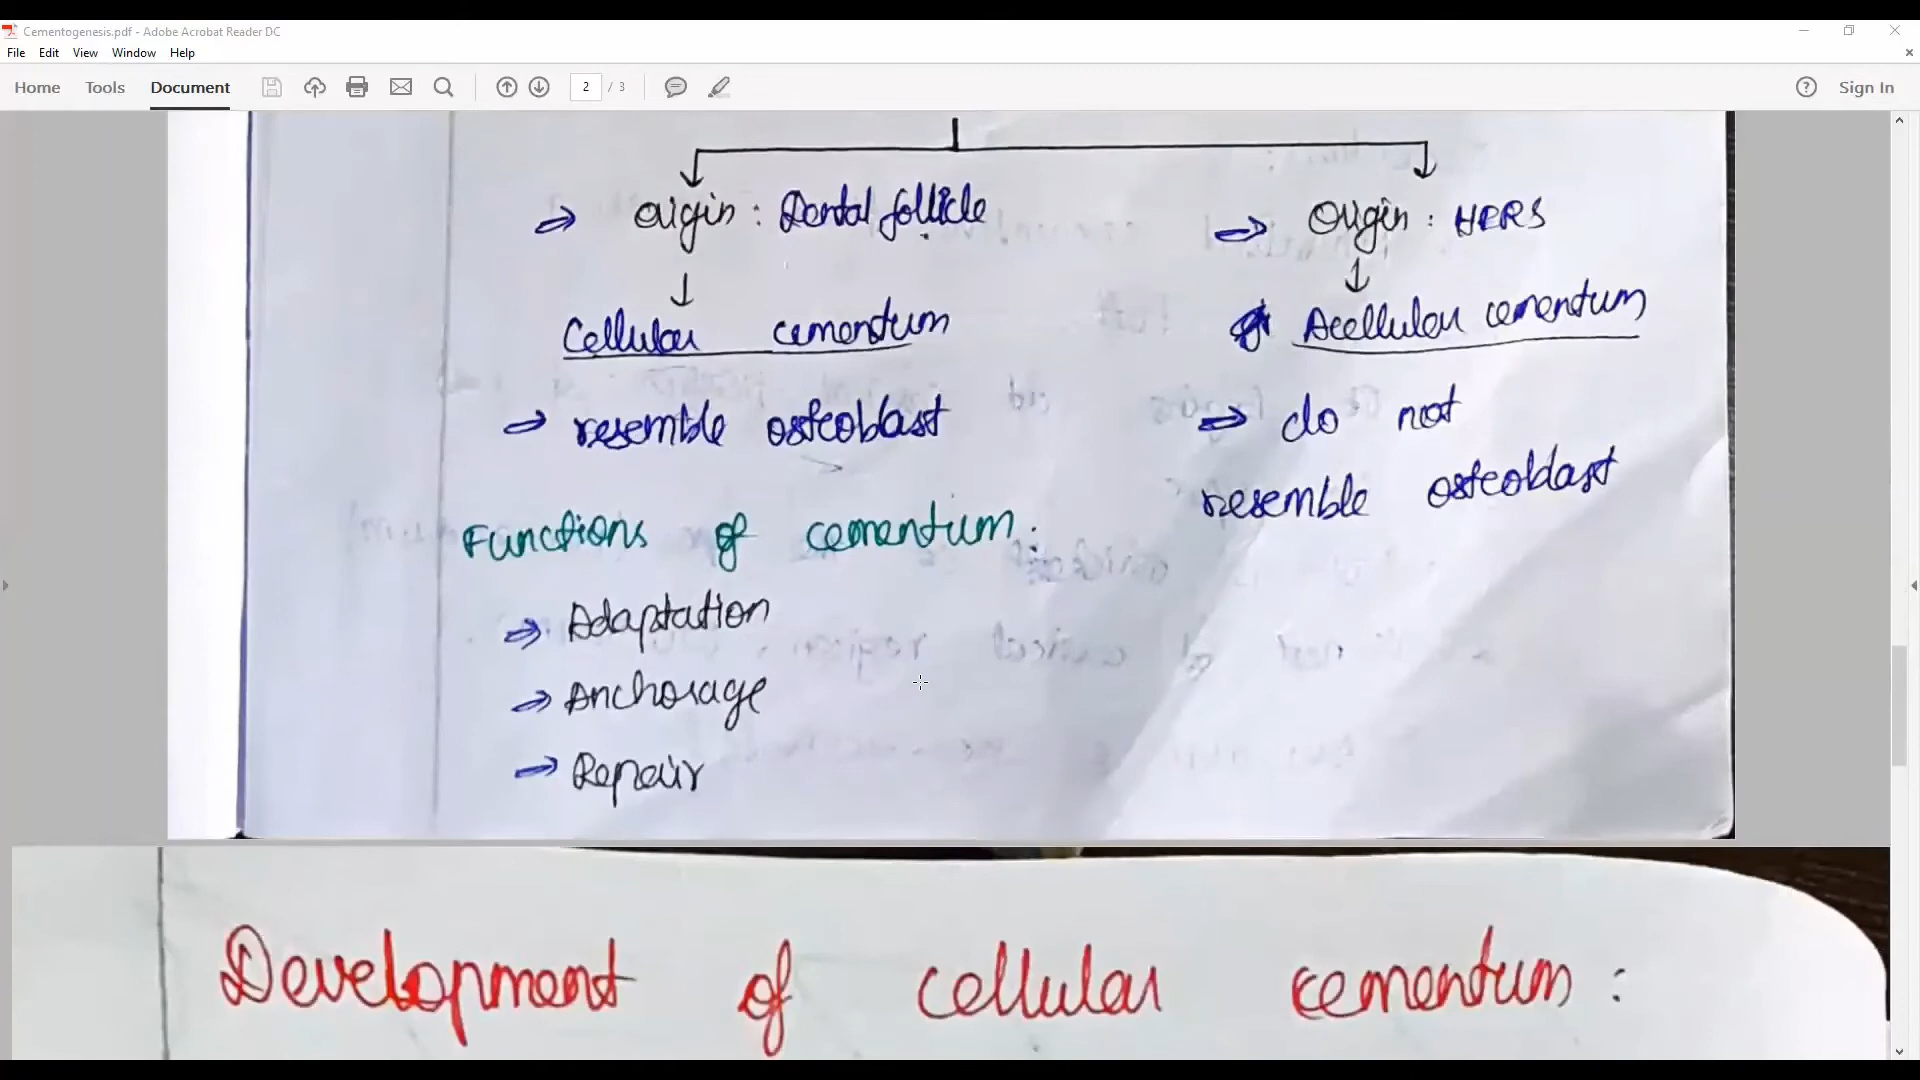 Cementogenesis.pdf - Adobe Acrobat Reader DC
File Edit View Window Help
Home Tools Document 2 / 3 Sign In
⇒ Origin : Dental follicle
↓
Cellular cementum
⇒ resemble osteoblast
⇒ Origin : HERS
↓
Acellular cementum
⇒ do not
resemble osteoblast
Functions of cementum :
⇒ Adaptation
⇒ Anchorage
⇒ Repair
Development of cellular cementum :